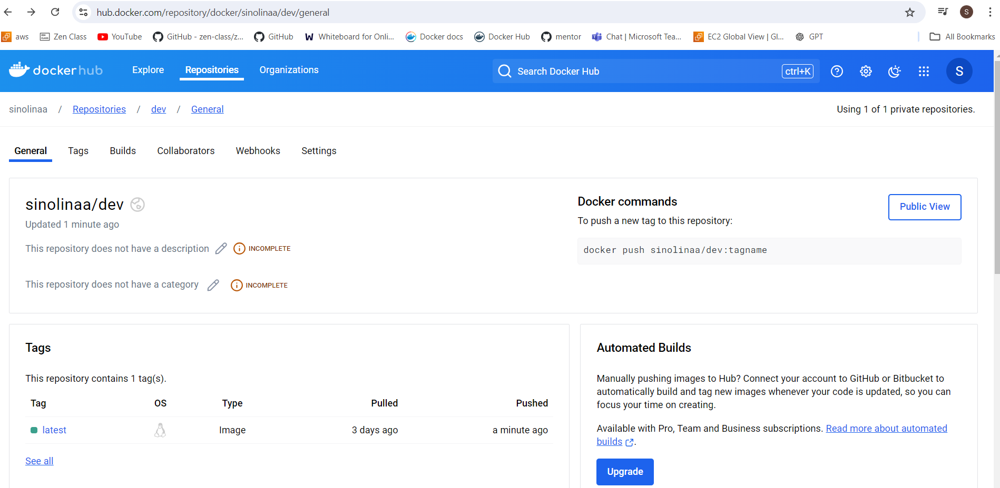 hub.docker.com/repository/docker/sinolinaa/dev/general
S
aws
Zen Class
YouTube
GitHub - zen-class/z...
GitHub
Whiteboard for Onli...
Docker docs
Docker Hub
mentor
Chat | Microsoft Tea...
EC2 Global View | Gl...
GPT
All Bookmarks
dockerhub
Explore
Repositories
Organizations
Search Docker Hub
ctrl+K
S
sinolinaa / Repositories / dev / General
Using 1 of 1 private repositories.
General
Tags
Builds
Collaborators
Webhooks
Settings
sinolinaa/dev
Updated 1 minute ago
This repository does not have a description
INCOMPLETE
This repository does not have a category
INCOMPLETE
Docker commands
Public View
To push a new tag to this repository:
docker push sinolinaa/dev:tagname
Tags
This repository contains 1 tag(s).
Tag OS Type Pulled Pushed
latest Image 3 days ago a minute ago
See all
Automated Builds
Manually pushing images to Hub? Connect your account to GitHub or Bitbucket to
automatically build and tag new images whenever your code is updated, so you can
focus your time on creating.
Available with Pro, Team and Business subscriptions. Read more about automated
builds .
Upgrade